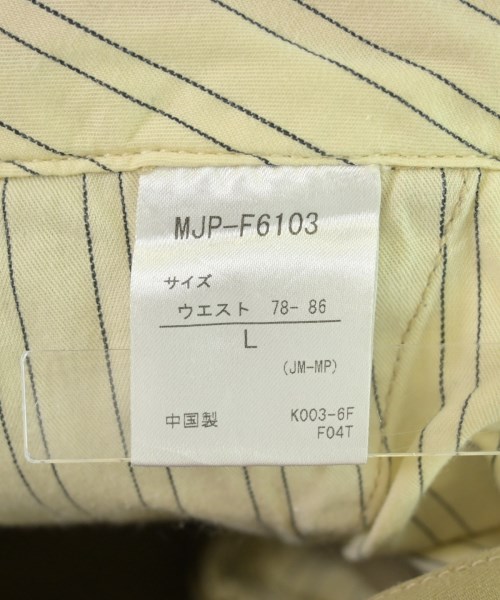 MJP-F6103
サイズ
ウエスト 78- 86
L
(JM-MP)
中国製 K003-6F
F04T